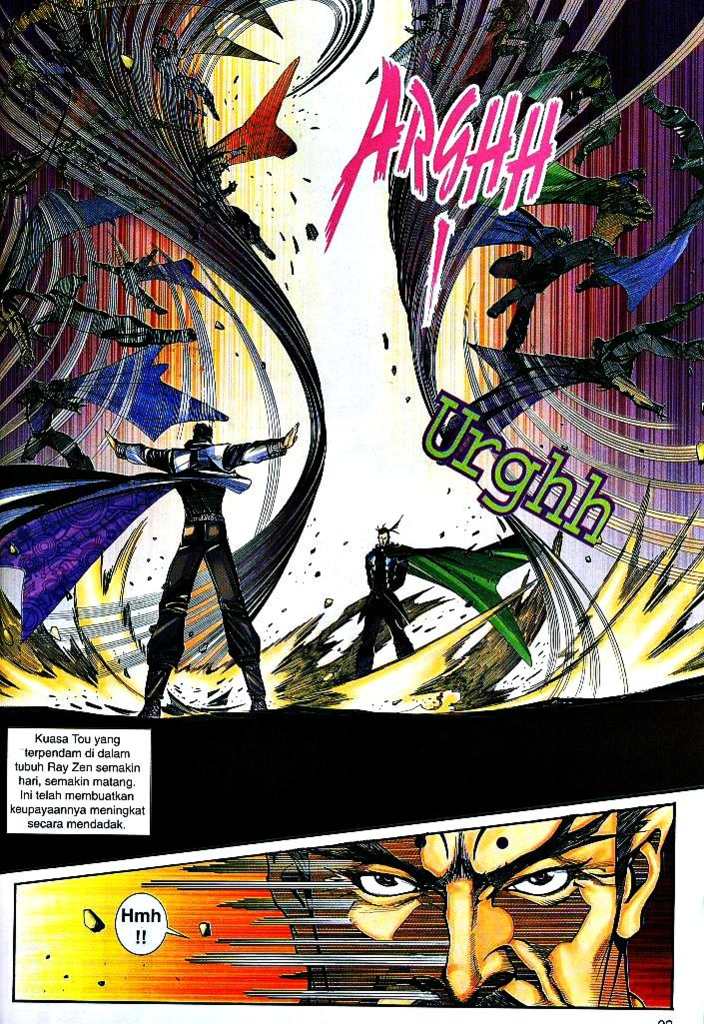 ARGHH
!
Urghh
Kuasa Tou yang
terpendam di dalam
tubuh Ray Zen semakin
hari, semakin matang.
Ini telah membuatkan
keupayaannya meningkat
secara mendadak.
Hmh
!!